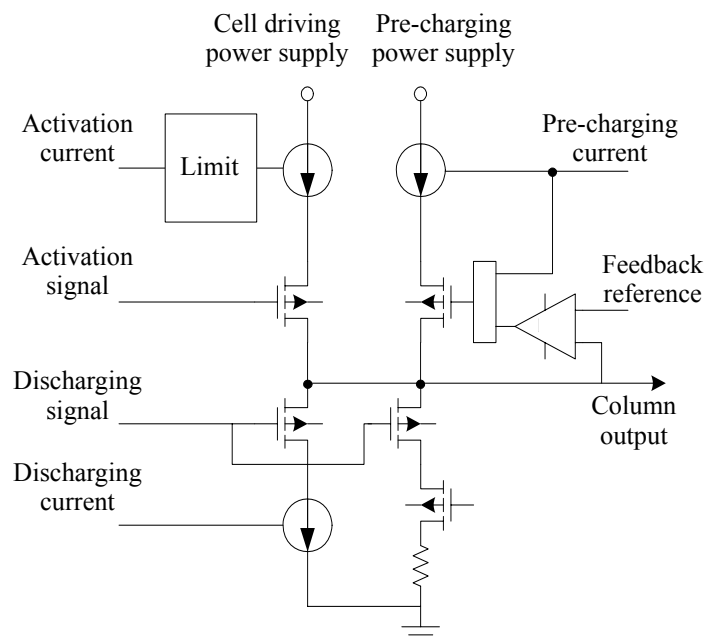 Cell driving
power supply
Pre-charging
power supply
Activation
current
Limit
Pre-charging
current
Activation
signal
Feedback
reference
Discharging
signal
Column
output
Discharging
current